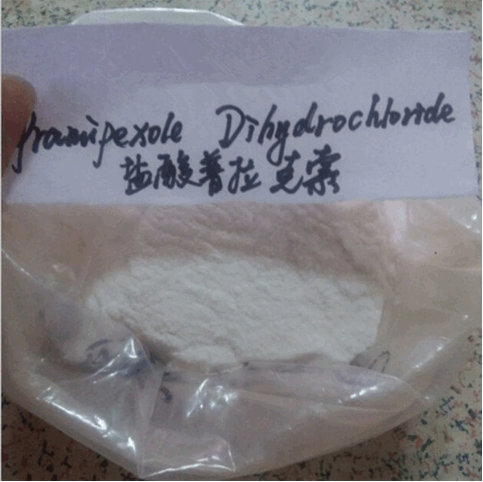 Pramipexole Dihydrochloride
盐酸普拉克索